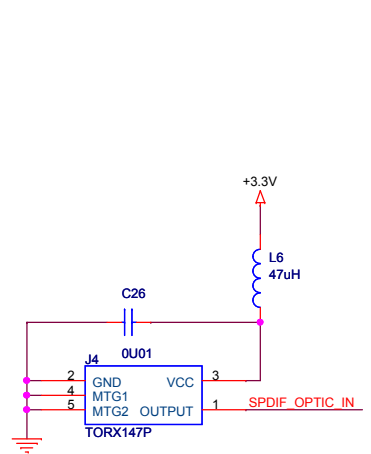 +3.3V
L6
47uH
C26
0U01
J4
2 GND VCC 3
4 MTG1
5 MTG2 OUTPUT 1 SPDIF_OPTIC_IN
TORX147P